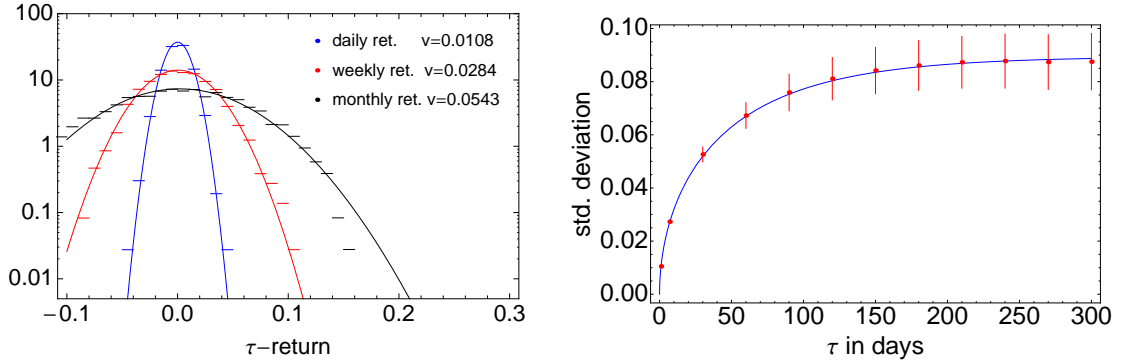 100
10
1
0.1
0.01
daily ret. v=0.0108
weekly ret. v=0.0284
monthly ret. v=0.0543
−0.1 0.0 0.1 0.2 0.3
τ−return
std. deviation
0.10
0.08
0.06
0.04
0.02
0.00
0 50 100 150 200 250 300
τ in days